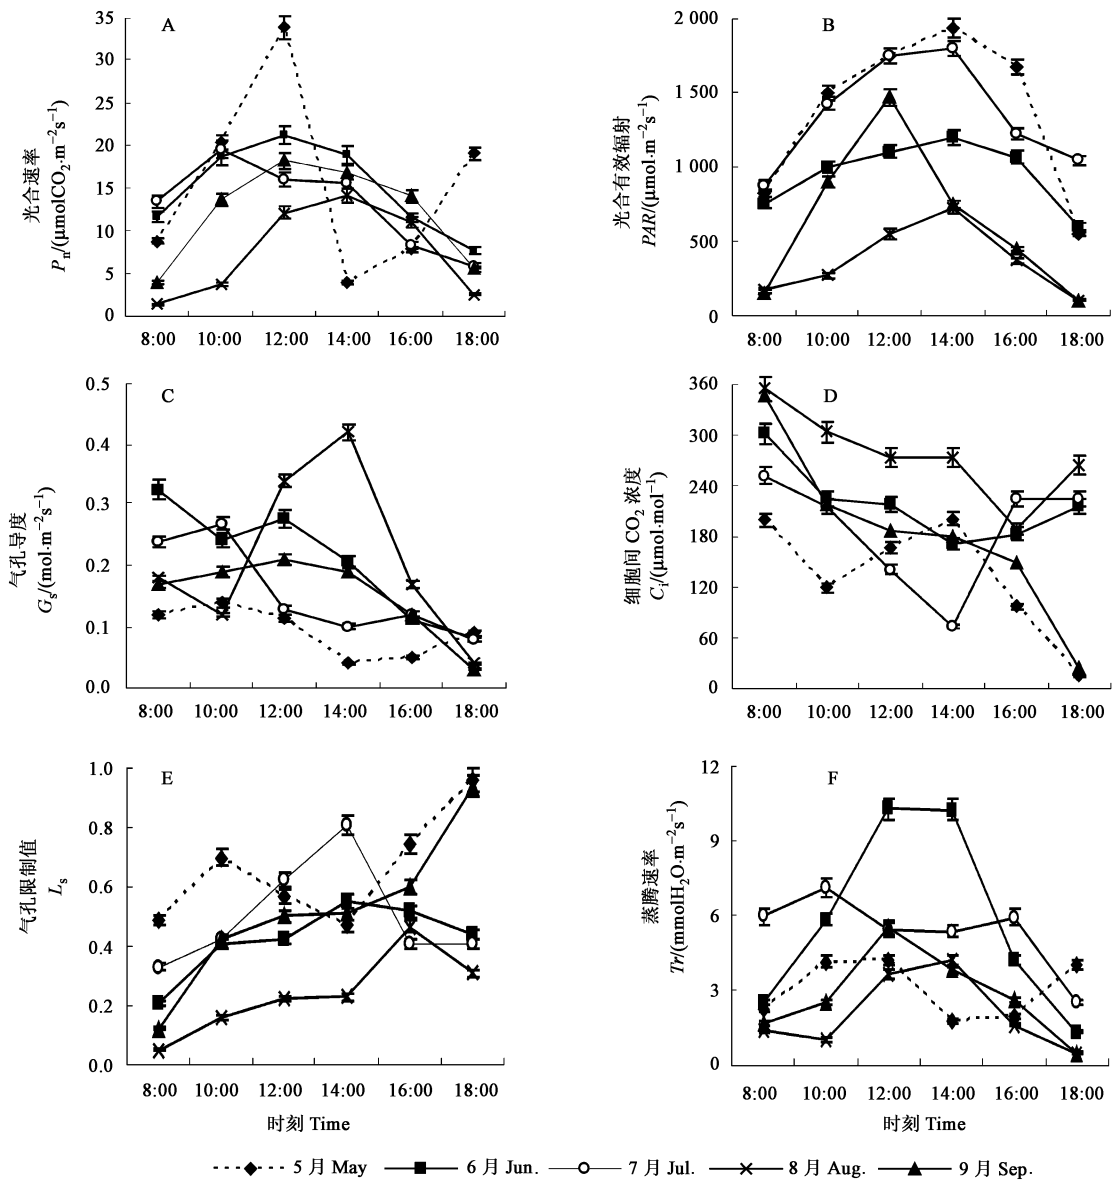 A
35
30
25
20
15
10
5
0
光合速率
Pn/(μmolCO2·m−2s−1)
8:00 10:00 12:00 14:00 16:00 18:00
B
2 000
1 500
1 000
500
0
光合有效辐射
PAR/(μmol·m−2s−1)
8:00 10:00 12:00 14:00 16:00 18:00
C
0.5
0.4
0.3
0.2
0.1
0.0
气孔导度
Gs/(mol·m−2s−1)
8:00 10:00 12:00 14:00 16:00 18:00
D
360
300
240
180
120
60
0
细胞间 CO2 浓度
Ci/(μmol·mol−1)
8:00 10:00 12:00 14:00 16:00 18:00
E
1.0
0.8
0.6
0.4
0.2
0.0
气孔限制值
Ls
8:00 10:00 12:00 14:00 16:00 18:00
时刻 Time
F
12
9
6
3
0
蒸腾速率
Tr/(mmolH2O·m−2s−1)
8:00 10:00 12:00 14:00 16:00 18:00
时刻 Time
5 月 May 6 月 Jun. 7 月 Jul. 8 月 Aug. 9 月 Sep.